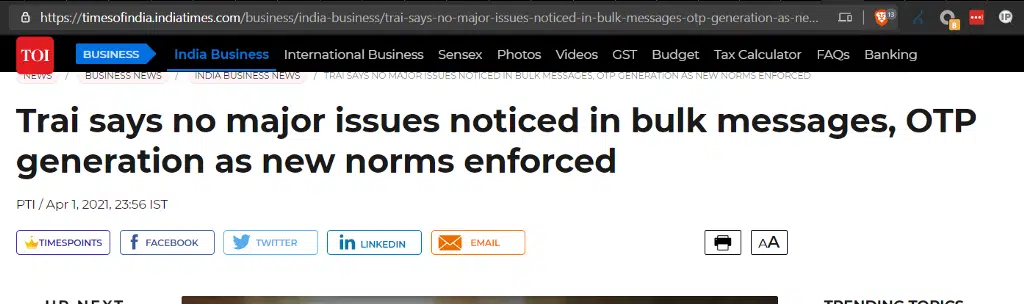 https://timesofindia.indiatimes.com/business/india-business/trai-says-no-major-issues-noticed-in-bulk-messages-otp-generation-as-ne...
13
8
IP
TOI
BUSINESS
India Business International Business Sensex Photos Videos GST Budget Tax Calculator FAQs Banking
NEWS / BUSINESS NEWS / INDIA BUSINESS NEWS / TRAI SAYS NO MAJOR ISSUES NOTICED IN BULK MESSAGES, OTP GENERATION AS NEW NORMS ENFORCED
Trai says no major issues noticed in bulk messages, OTP
generation as new norms enforced
PTI / Apr 1, 2021, 23:56 IST
TIMESPOINTS FACEBOOK TWITTER LINKEDIN EMAIL AA
UP NEXT TRENDING TOPICS